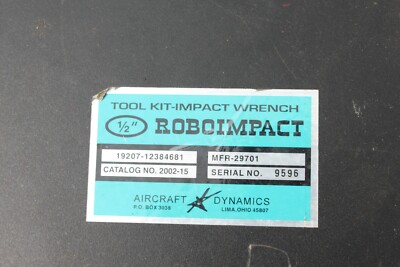 TOOL KIT-IMPACT WRENCH
1/2" ROBOIMPACT
19207-12384681 MFR-29701
CATALOG NO. 2002-15 SERIAL NO. 9596
AIRCRAFT DYNAMICS
P.O. BOX 3038 LIMA, OHIO 45807